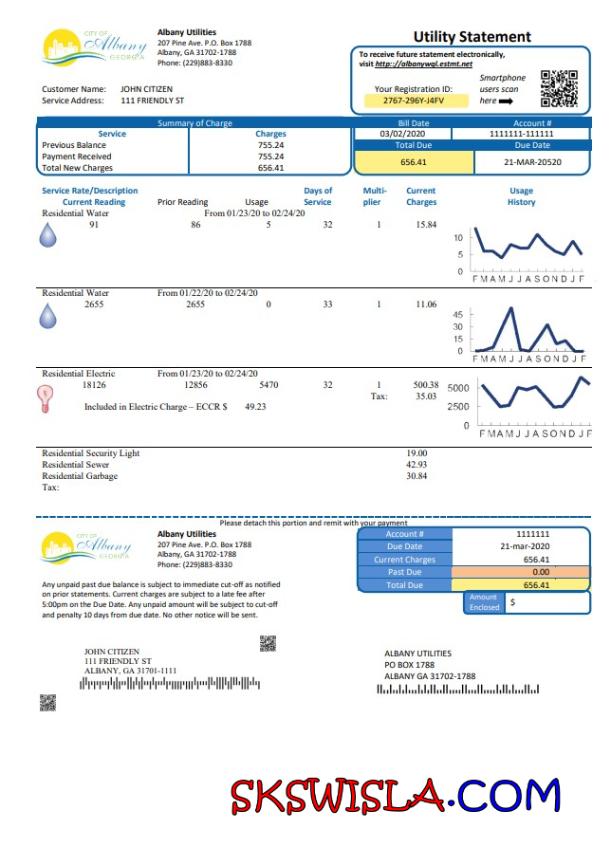 CITY OF
Albany
GEORGIA
Albany Utilities
207 Pine Ave. P.O. Box 1788
Albany, GA 31702-1788
Phone: (229)883-8330
Utility Statement
To receive future statement electronically,
visit http://albanywql.estmt.net
Your Registration ID:
2767-296Y-J4FV
Smartphone
users scan
here
Customer Name: JOHN CITIZEN
Service Address: 111 FRIENDLY ST
Summary of Charge
Service Charges
Previous Balance 755.24
Payment Received 755.24
Total New Charges 656.41
Bill Date Account #
03/02/2020 1111111-111111
Total Due Due Date
656.41 21-MAR-20520
Service Rate/Description Days of Multi- Current Usage
Current Reading Prior Reading Usage Service plier Charges History
Residential Water From 01/23/20 to 02/24/20
91 86 5 32 1 15.84
10
5
0
F M A M J J A S O N D J F
Residential Water From 01/22/20 to 02/24/20
2655 2655 0 33 1 11.06
45
30
15
0
F M A M J J A S O N D J F
Residential Electric From 01/23/20 to 02/24/20
18126 12856 5470 32 1 500.38
Tax: 35.03
Included in Electric Charge – ECCR $ 49.23
5000
2500
0
F M A M J J A S O N D J F
Residential Security Light 19.00
Residential Sewer 42.93
Residential Garbage 30.84
Tax:
Please detach this portion and remit with your payment
CITY OF
Albany
GEORGIA
Albany Utilities
207 Pine Ave. P.O. Box 1788
Albany, GA 31702-1788
Phone: (229)883-8330
Account # 1111111
Due Date 21-mar-2020
Current Charges 656.41
Past Due 0.00
Total Due 656.41
Amount
Enclosed $
Any unpaid past due balance is subject to immediate cut-off as notified
on prior statements. Current charges are subject to a late fee after
5:00pm on the Due Date. Any unpaid amount will be subject to cut-off
and penalty 10 days from due date. No other notice will be sent.
JOHN CITIZEN
111 FRIENDLY ST
ALBANY, GA 31701-1111
ALBANY UTILITIES
PO BOX 1788
ALBANY GA 31702-1788
SKSWISLA.COM